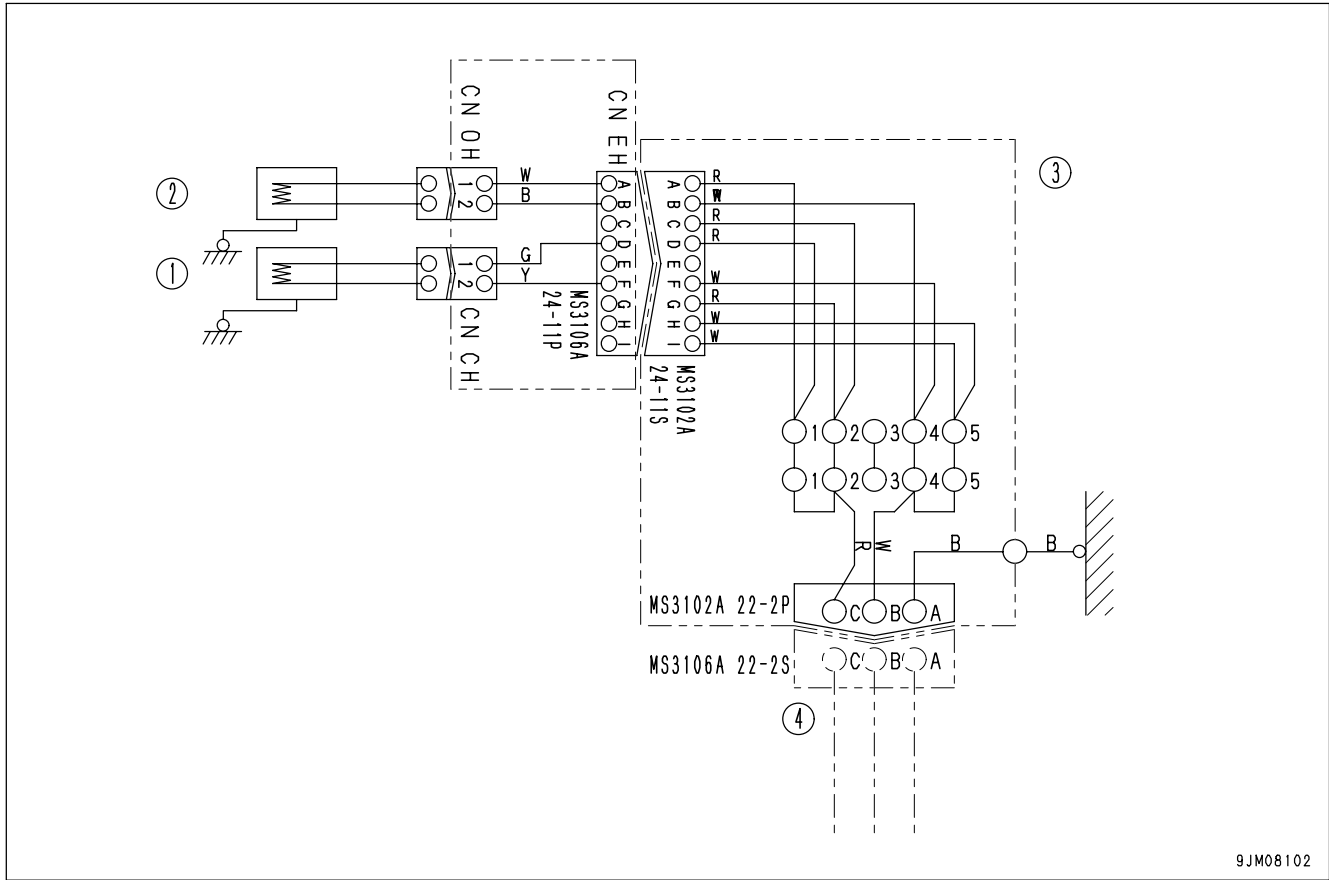 CN OH
CN EH
2
1 W
2 B
1
1 G
2 Y
CN CH
A
B
C
D
E
F
G
H
I
MS3106A
24-11P
A R
B W
C R
D R
E
F W
G R
H W
I W
MS3102A
24-11S
3
1 2 3 4 5
1 2 3 4 5
R W B B
MS3102A 22-2P C B A
MS3106A 22-2S C B A
4
9JM08102